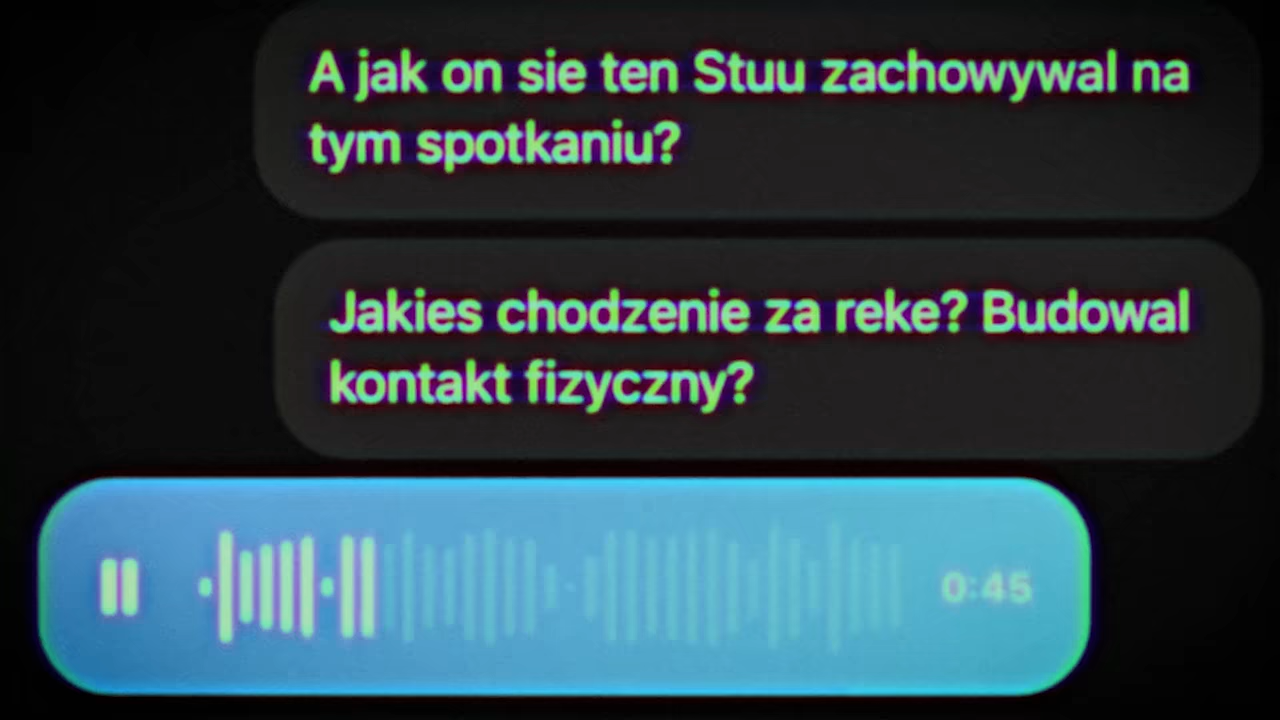 A jak on sie ten Stuu zachowywal na
tym spotkaniu?
Jakies chodzenie za reke? Budowal
kontakt fizyczny?
0:45